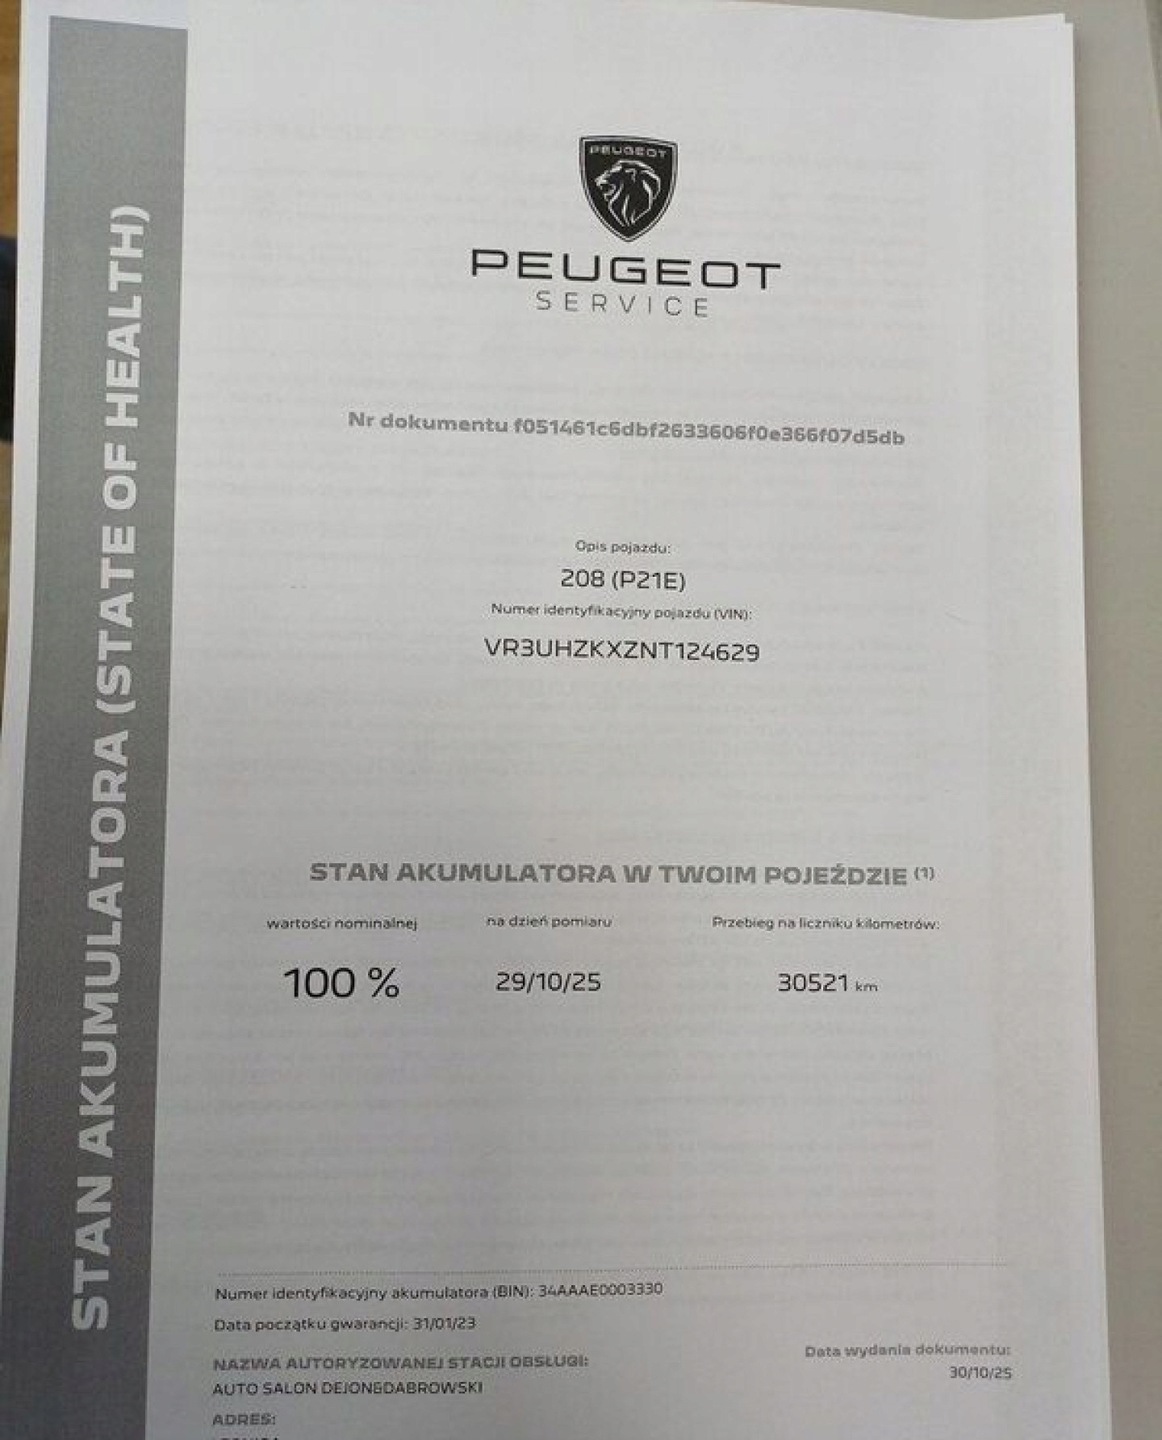 STAN AKUMULATORA (STATE OF HEALTH)
PEUGEOT
PEUGEOT
SERVICE
Nr dokumentu f051461c6dbf2633606f0e366f07d5db
Opis pojazdu:
208 (P21E)
Numer identyfikacyjny pojazdu (VIN):
VR3UHZKXZNT124629
STAN AKUMULATORA W TWOIM POJEŹDZIE (1)
wartości nominalnej na dzień pomiaru Przebieg na liczniku kilometrów:
100 % 29/10/25 30521 km
Numer identyfikacyjny akumulatora (BIN): 34AAAE0003330
Data początku gwarancji: 31/01/23
NAZWA AUTORYZOWANEJ STACJI OBSŁUGI: Data wydania dokumentu:
AUTO SALON DEJON&DABROWSKI 30/10/25
ADRES: